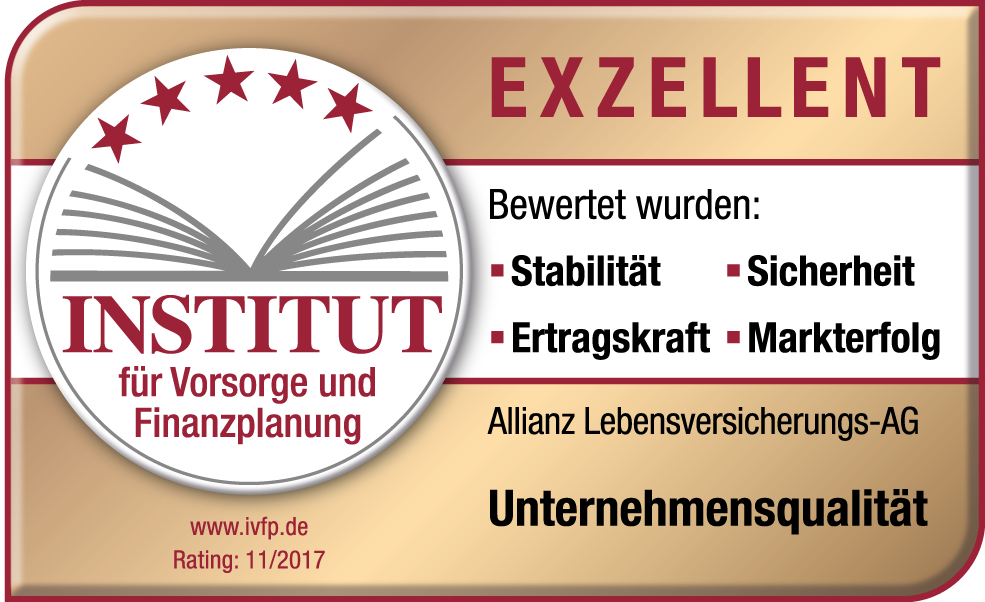 INSTITUT
für Vorsorge und
Finanzplanung
www.ivfp.de
Rating: 11/2017
EXZELLENT
Bewertet wurden:
▪ Stabilität ▪ Sicherheit
▪ Ertragskraft ▪ Markterfolg
Allianz Lebensversicherungs-AG
Unternehmensqualität